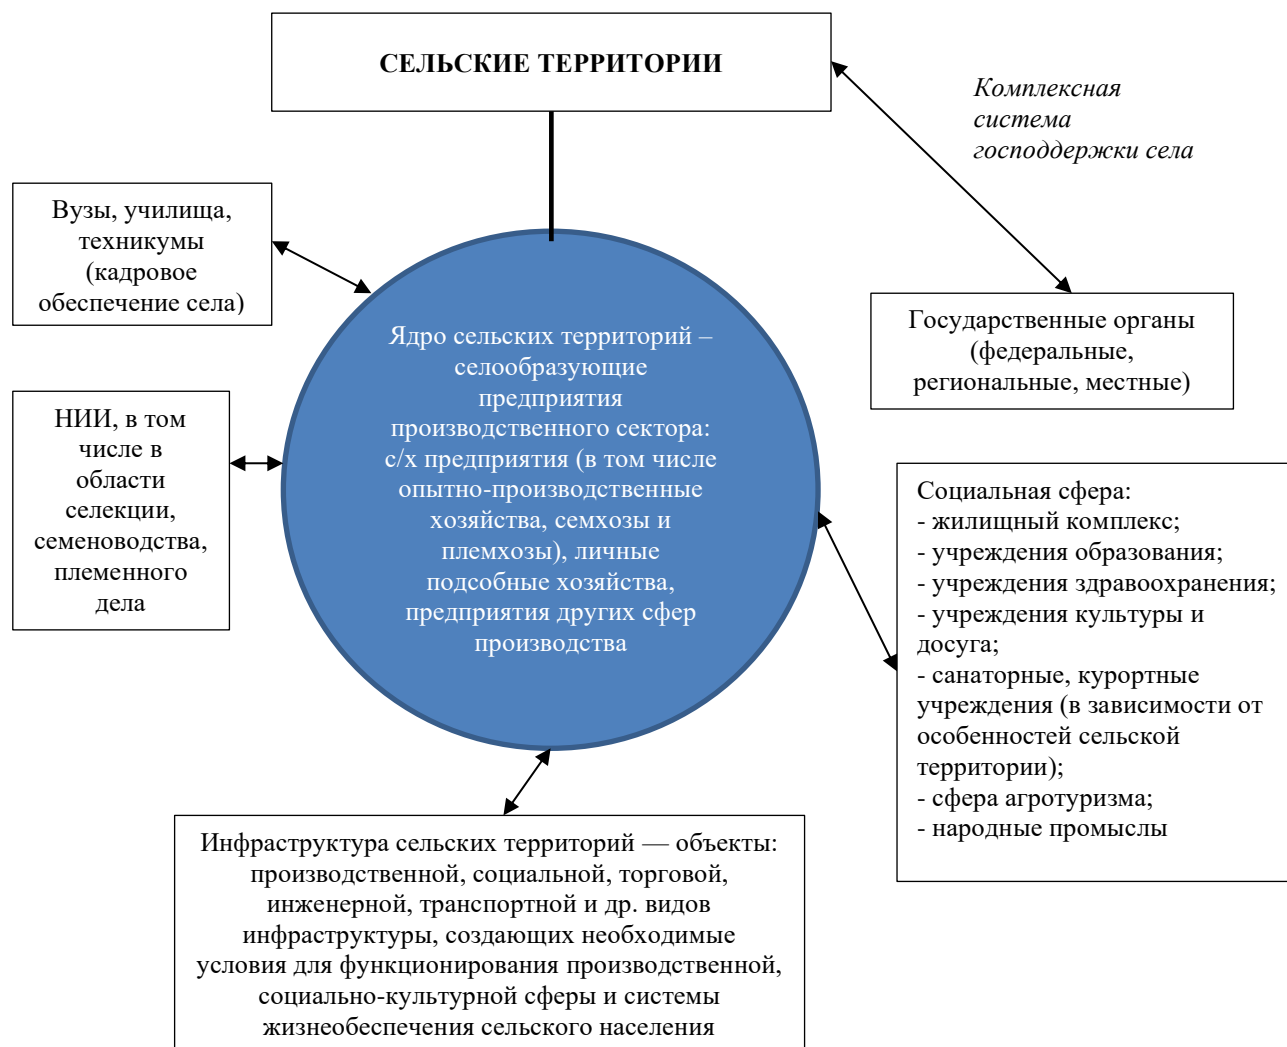 СЕЛЬСКИЕ ТЕРРИТОРИИ
Комплексная
система
господдержки села
Вузы, училища,
техникумы
(кадровое
обеспечение села)
Государственные органы
(федеральные,
региональные, местные)
Ядро сельских территорий –
селообразующие
предприятия
производственного сектора:
с/х предприятия (в том числе
опытно-производственные
хозяйства, семхозы и
племхозы), личные
подсобные хозяйства,
предприятия других сфер
производства
НИИ, в том
числе в
области
селекции,
семеноводства,
племенного
дела
Социальная сфера:
- жилищный комплекс;
- учреждения образования;
- учреждения здравоохранения;
- учреждения культуры и
досуга;
- санаторные, курортные
учреждения (в зависимости от
особенностей сельской
территории);
- сфера агротуризма;
- народные промыслы
Инфраструктура сельских территорий — объекты:
производственной, социальной, торговой,
инженерной, транспортной и др. видов
инфраструктуры, создающих необходимые
условия для функционирования производственной,
социально-культурной сферы и системы
жизнеобеспечения сельского населения